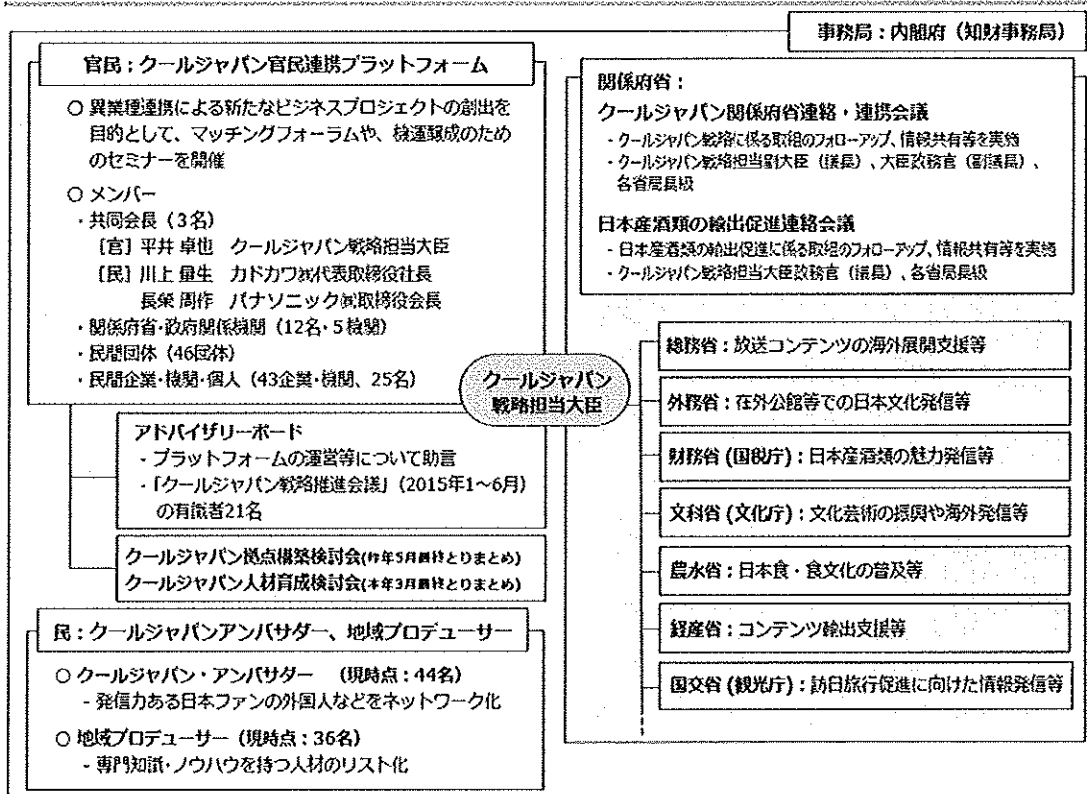 事務局：内閣府（知財事務局）
官民：クールジャパン官民連携プラットフォーム
○ 異業種連携による新たなビジネスプロジェクトの創出を
目的として、マッチングフォーラムや、機運醸成のため
のセミナーを開催
○ メンバー
・共同会長（3名）
［官］平井 卓也　クールジャパン戦略担当大臣
［民］川上 量生　カドカワ㈱代表取締役社長
長榮 周作　パナソニック㈱取締役会長
・関係府省・政府関係機関（12名・5機関）
・民間団体（46団体）
・民間企業・機関・個人（43企業・機関、25名）
アドバイザリーボード
- プラットフォームの運営等について助言
- 「クールジャパン戦略推進会議」（2015年1～6月）
の有識者21名
クールジャパン拠点構築検討会(昨年5月最終とりまとめ)
クールジャパン人材育成検討会(本年3月最終とりまとめ)
民：クールジャパンアンバサダー、地域プロデューサー
○ クールジャパン・アンバサダー　（現時点：44名）
- 発信力ある日本ファンの外国人などをネットワーク化
○ 地域プロデューサー（現時点：36名）
- 専門知識・ノウハウを持つ人材のリスト化
クールジャパン
戦略担当大臣
関係府省：
クールジャパン関係府省連絡・連携会議
- クールジャパン戦略に係る取組のフォローアップ、情報共有等を実施
- クールジャパン戦略担当副大臣（議長）、大臣政務官（副議長）、
各省局長級
日本産酒類の輸出促進連絡会議
- 日本産酒類の輸出促進に係る取組のフォローアップ、情報共有等を実施
- クールジャパン戦略担当大臣政務官（議長）、各省局長級
総務省：放送コンテンツの海外展開支援等
外務省：在外公館等での日本文化発信等
財務省（国税庁）：日本産酒類の魅力発信等
文科省（文化庁）：文化芸術の振興や海外発信等
農水省：日本食・食文化の普及等
経産省：コンテンツ輸出支援等
国交省（観光庁）：訪日旅行促進に向けた情報発信等